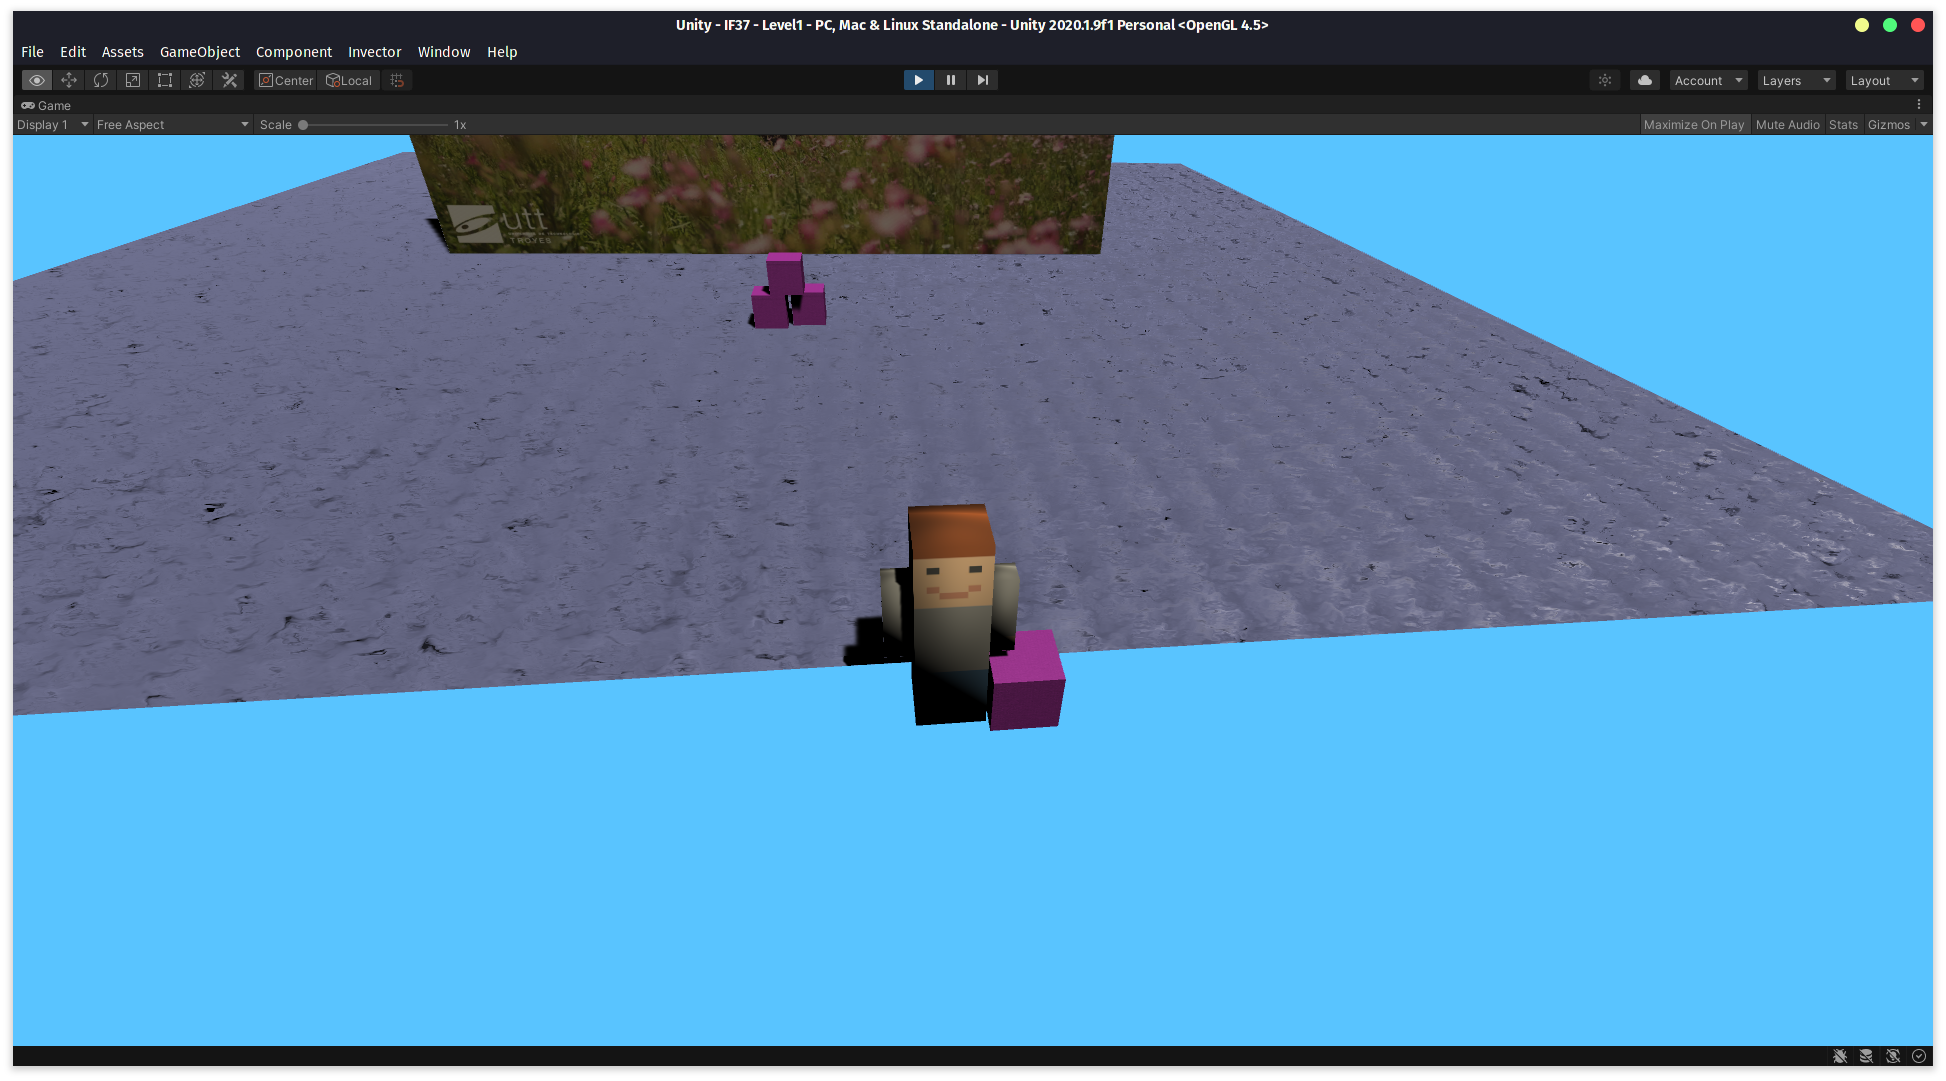 Unity - IF37 - Level1 - PC, Mac & Linux Standalone - Unity 2020.1.9f1 Personal <OpenGL 4.5>
File Edit Assets GameObject Component Invector Window Help
Center Local Account Layers Layout
Game
Display 1 Free Aspect Scale 1x Maximize On Play Mute Audio Stats Gizmos
utt
TROYES